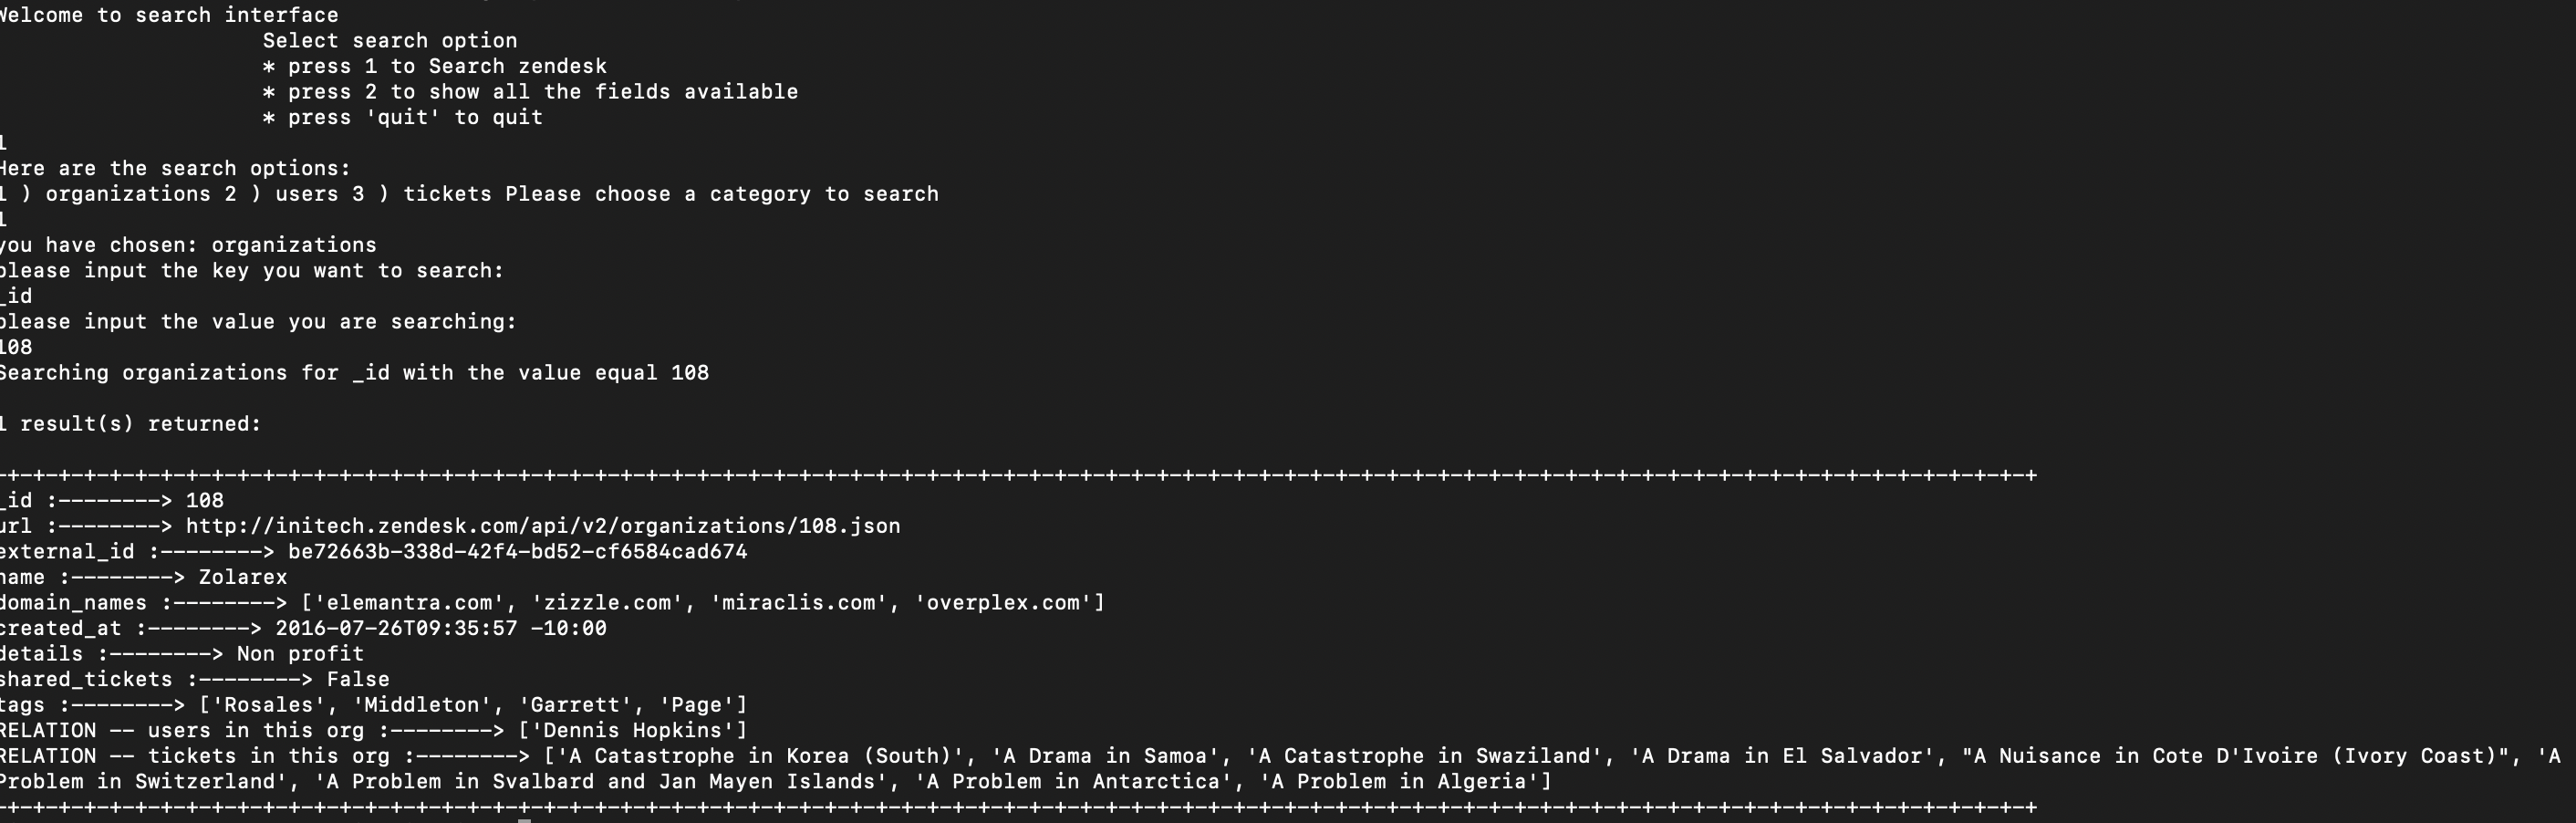 Welcome to search interface
Select search option
* press 1 to Search zendesk
* press 2 to show all the fields available
* press 'quit' to quit
1
Here are the search options:
1 ) organizations 2 ) users 3 ) tickets Please choose a category to search
1
you have chosen: organizations
please input the key you want to search:
_id
please input the value you are searching:
108
Searching organizations for _id with the value equal 108
1 result(s) returned:
-+-+-+-+-+-+-+-+-+-+-+-+-+-+-+-+-+-+-+-+-+-+-+-+-+-+-+-+-+-+-+-+-+-+-+-+-+-+-+-+-+-+-+-+-+-+-+-+-+-+-+-+-+-+-+-+-+-+-+-+-+-+-+-+-+-+-+-+-+-+-+-+-+-+-+-+-+-+-+-+
_id :--------> 108
url :--------> http://initech.zendesk.com/api/v2/organizations/108.json
external_id :--------> be72663b-338d-42f4-bd52-cf6584cad674
name :--------> Zolarex
domain_names :--------> ['elemantra.com', 'zizzle.com', 'miraclis.com', 'overplex.com']
created_at :--------> 2016-07-26T09:35:57 -10:00
details :--------> Non profit
shared_tickets :--------> False
tags :--------> ['Rosales', 'Middleton', 'Garrett', 'Page']
RELATION -- users in this org :--------> ['Dennis Hopkins']
RELATION -- tickets in this org :--------> ['A Catastrophe in Korea (South)', 'A Drama in Samoa', 'A Catastrophe in Swaziland', 'A Drama in El Salvador', "A Nuisance in Cote D'Ivoire (Ivory Coast)", 'A
Problem in Switzerland', 'A Problem in Svalbard and Jan Mayen Islands', 'A Problem in Antarctica', 'A Problem in Algeria']
-+-+-+-+-+-+-+-+-+-+-+-+-+-+-+-+-+-+-+-+-+-+-+-+-+-+-+-+-+-+-+-+-+-+-+-+-+-+-+-+-+-+-+-+-+-+-+-+-+-+-+-+-+-+-+-+-+-+-+-+-+-+-+-+-+-+-+-+-+-+-+-+-+-+-+-+-+-+-+-+